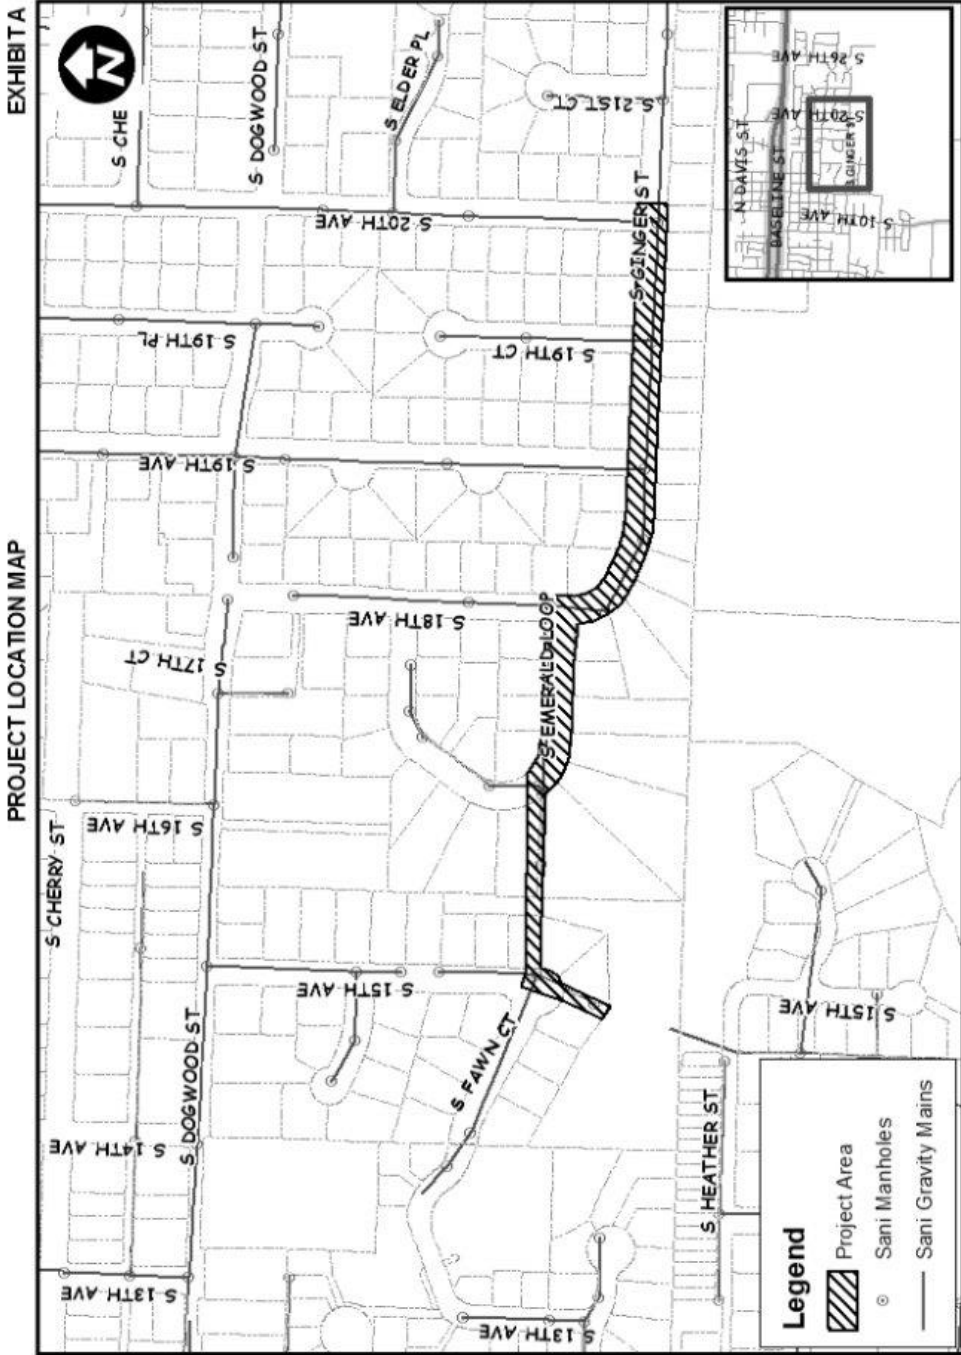 PROJECT LOCATION MAP
EXHIBIT A
N
S CHERRY ST
S CHE
S DOGWOOD ST
S 13TH AVE
S 14TH AVE
S 16TH AVE
S 17TH CT
S 19TH AVE
S 19TH PL
S 20TH AVE
S DOGWOOD ST
S ELDER PL
S 15TH AVE
S 18TH AVE
S 19TH CT
S 21ST CT
S FAWN CT
S EMERALD LOOP
S GINGER ST
S 13TH AVE
S HEATHER ST
S 15TH AVE
Legend
Project Area
Sani Manholes
Sani Gravity Mains
N DAVIS ST
BASELINE ST
S 10TH AVE
S 20TH AVE
S 26TH AVE
S GINGER ST